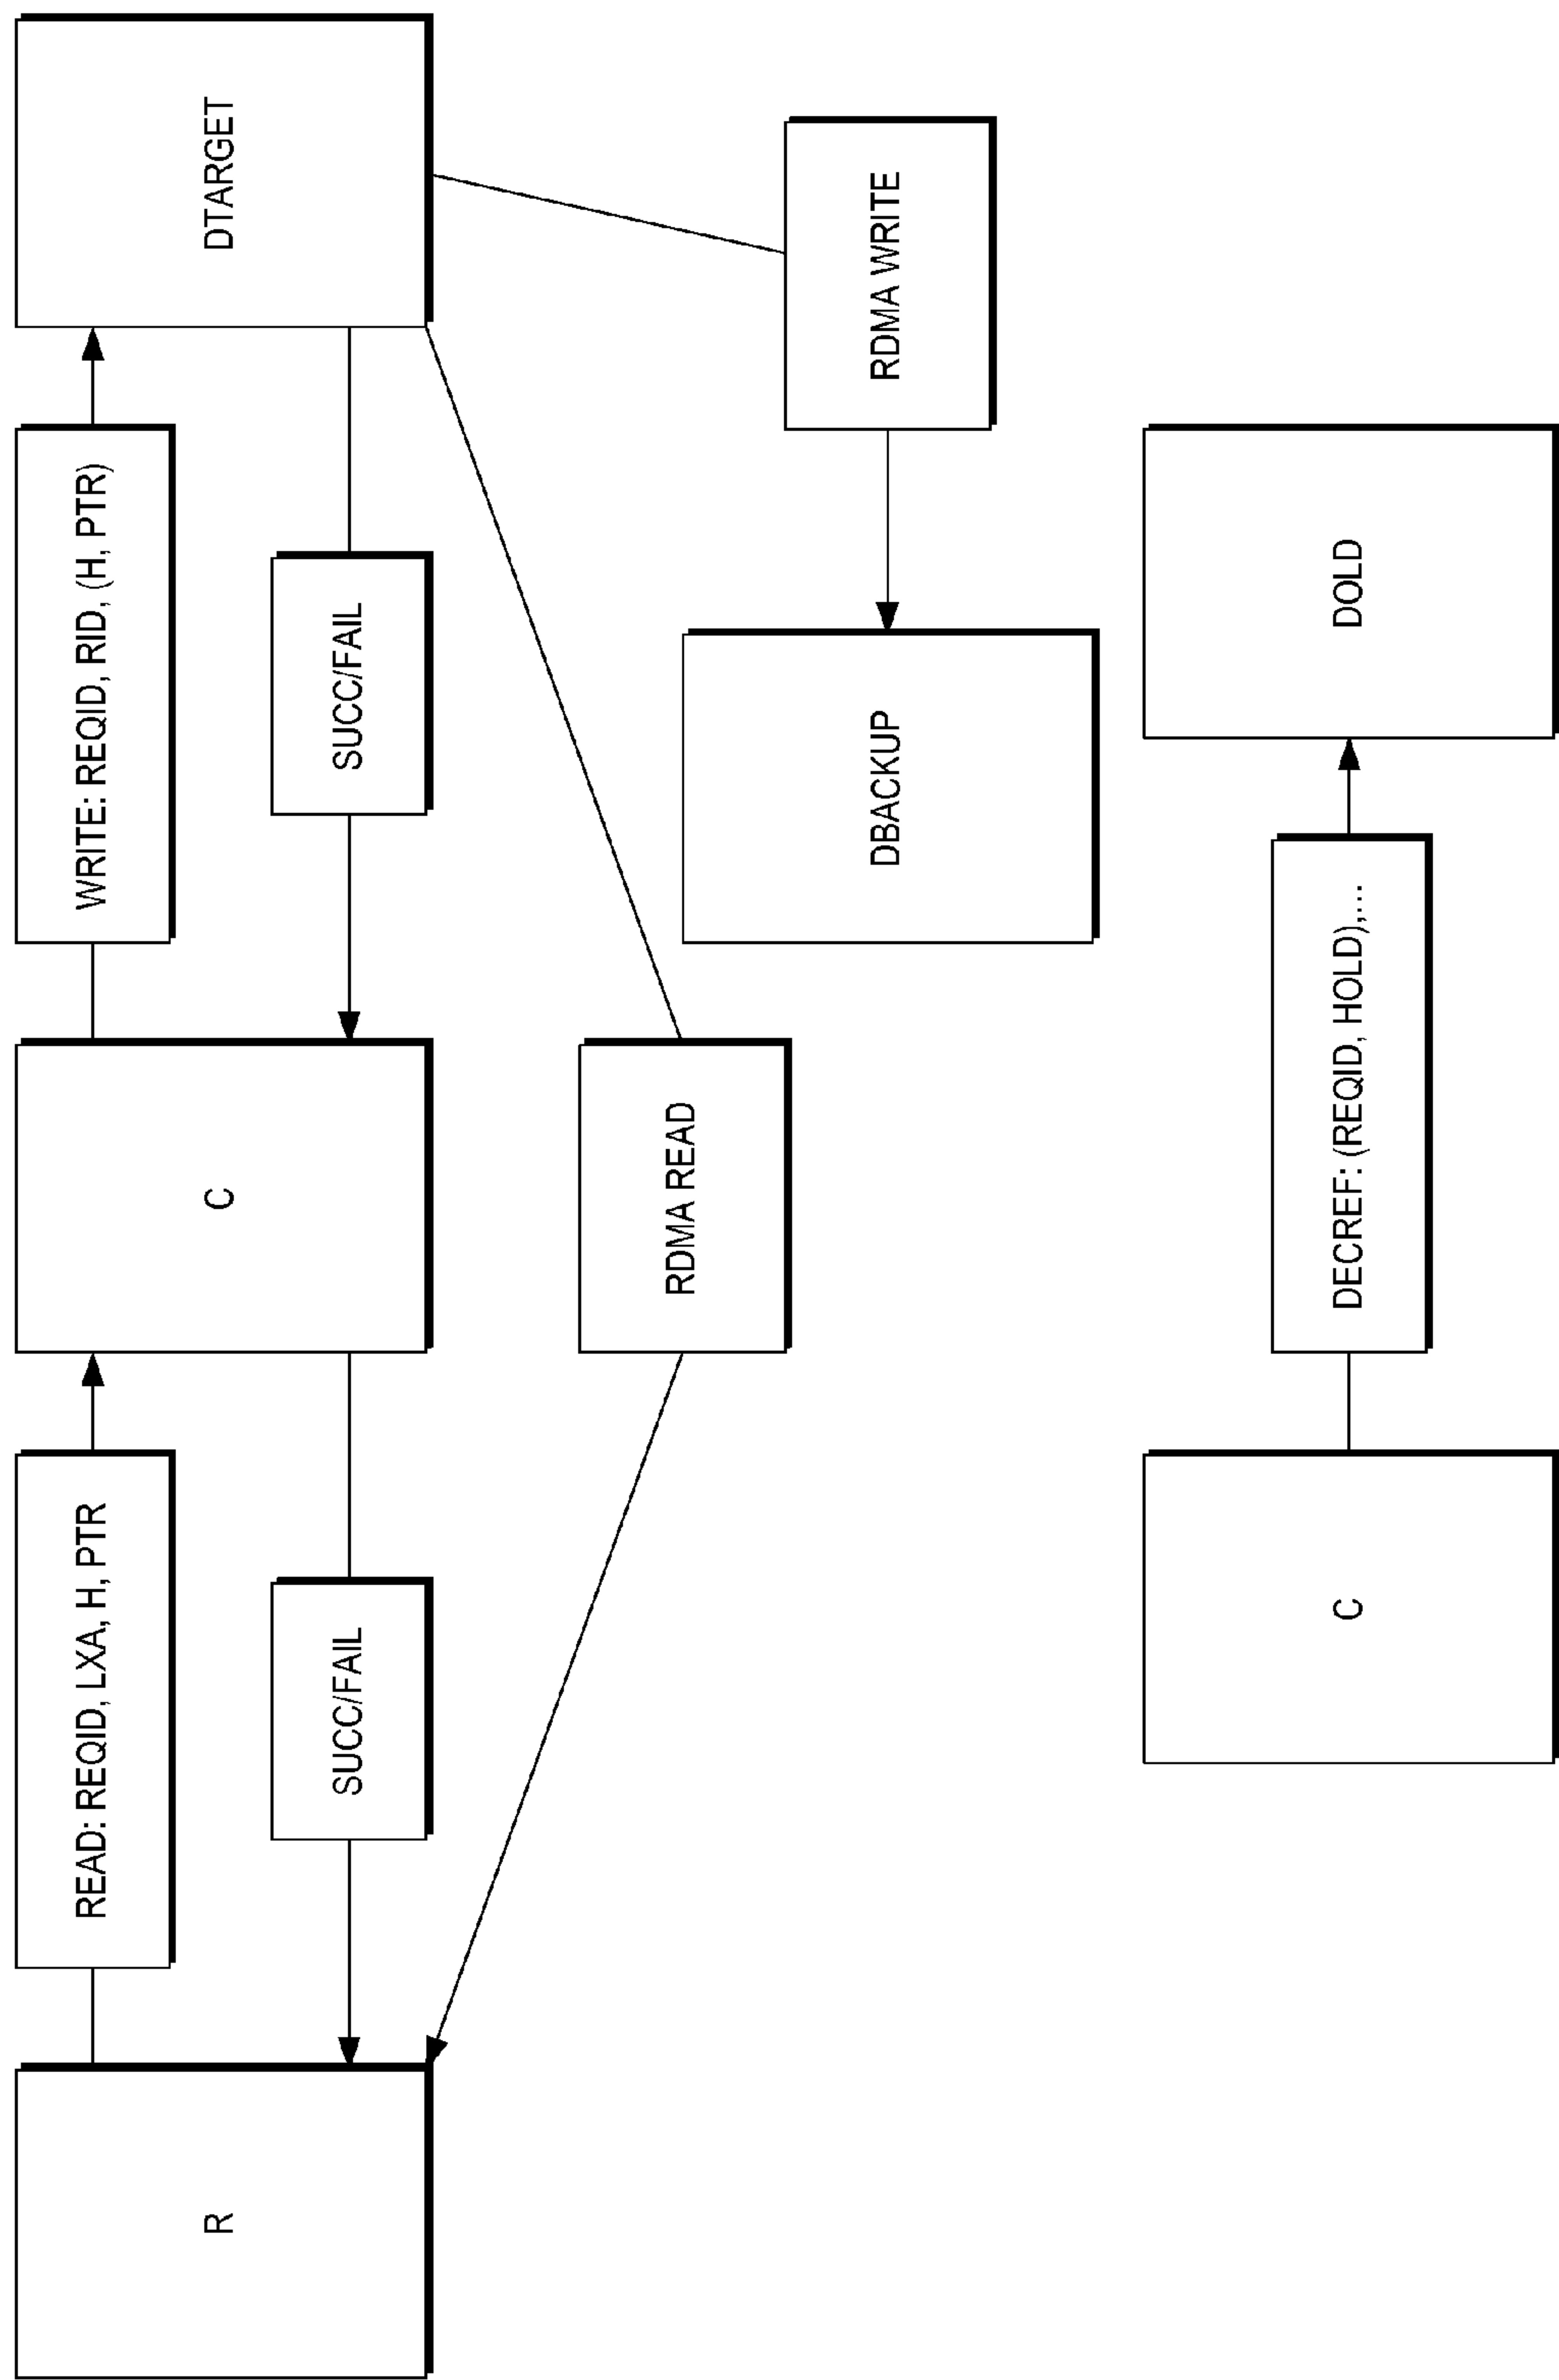 R
READ: REQID, LXA, H, PTR
SUCC/FAIL
C
WRITE: REQID, RID, (H, PTR)
SUCC/FAIL
DTARGET
RDMA READ
DBACKUP
RDMA WRITE
C
DECREF: (REQID, HOLD),...
DOLD